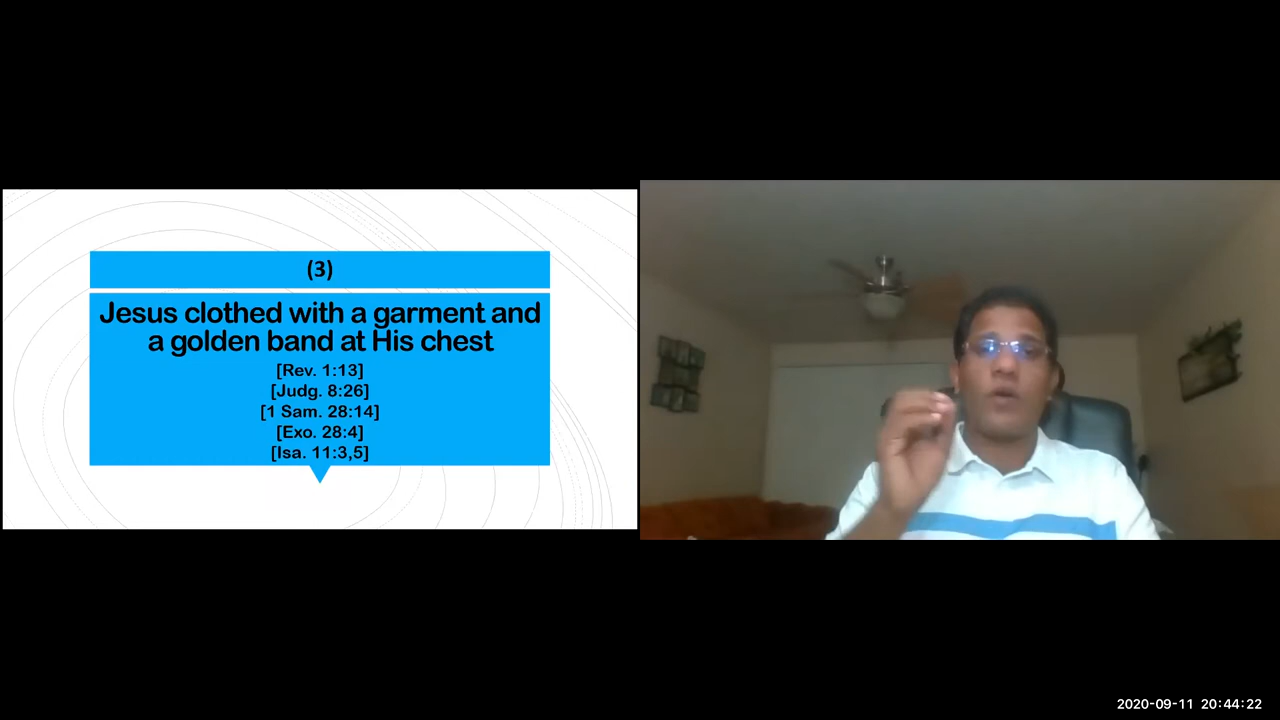 (3)
Jesus clothed with a garment and
a golden band at His chest
[Rev. 1:13]
[Judg. 8:26]
[1 Sam. 28:14]
[Exo. 28:4]
[Isa. 11:3,5]
2020-09-11 20:44:22